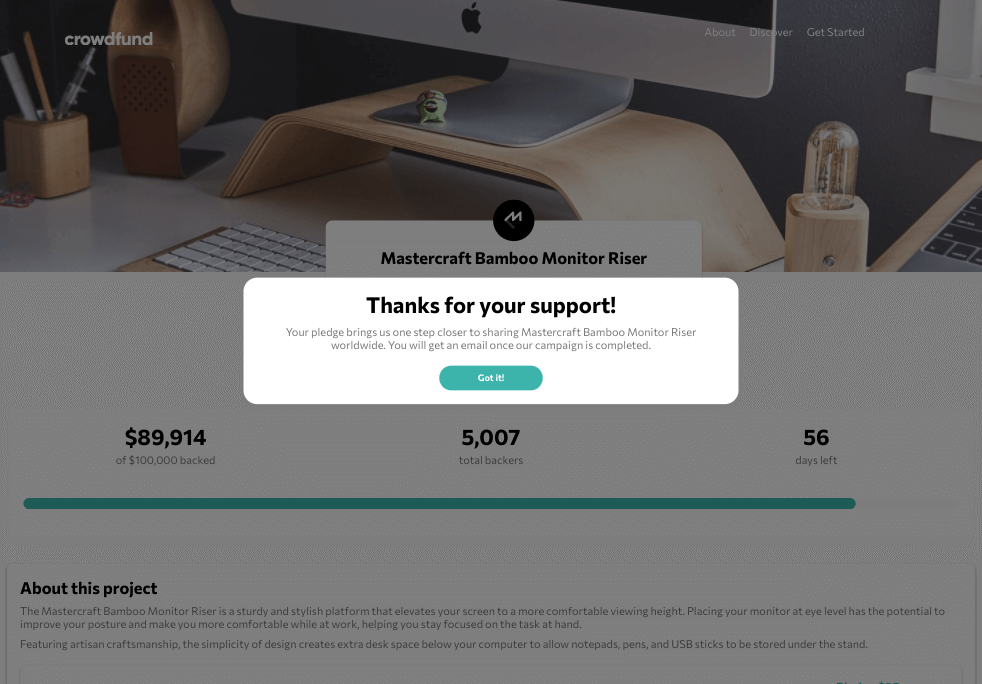 crowdfund
About Discover Get Started
Mastercraft Bamboo Monitor Riser
Thanks for your support!
Your pledge brings us one step closer to sharing Mastercraft Bamboo Monitor Riser
worldwide. You will get an email once our campaign is completed.
Got it!
$89,914 5,007 56
of $100,000 backed total backers days left
About this project
The Mastercraft Bamboo Monitor Riser is a sturdy and stylish platform that elevates your screen to a more comfortable viewing height. Placing your monitor at eye level has the potential to
improve your posture and make you more comfortable while at work, helping you stay focused on the task at hand.
Featuring artisan craftsmanship, the simplicity of design creates extra desk space below your computer to allow notepads, pens, and USB sticks to be stored under the stand.